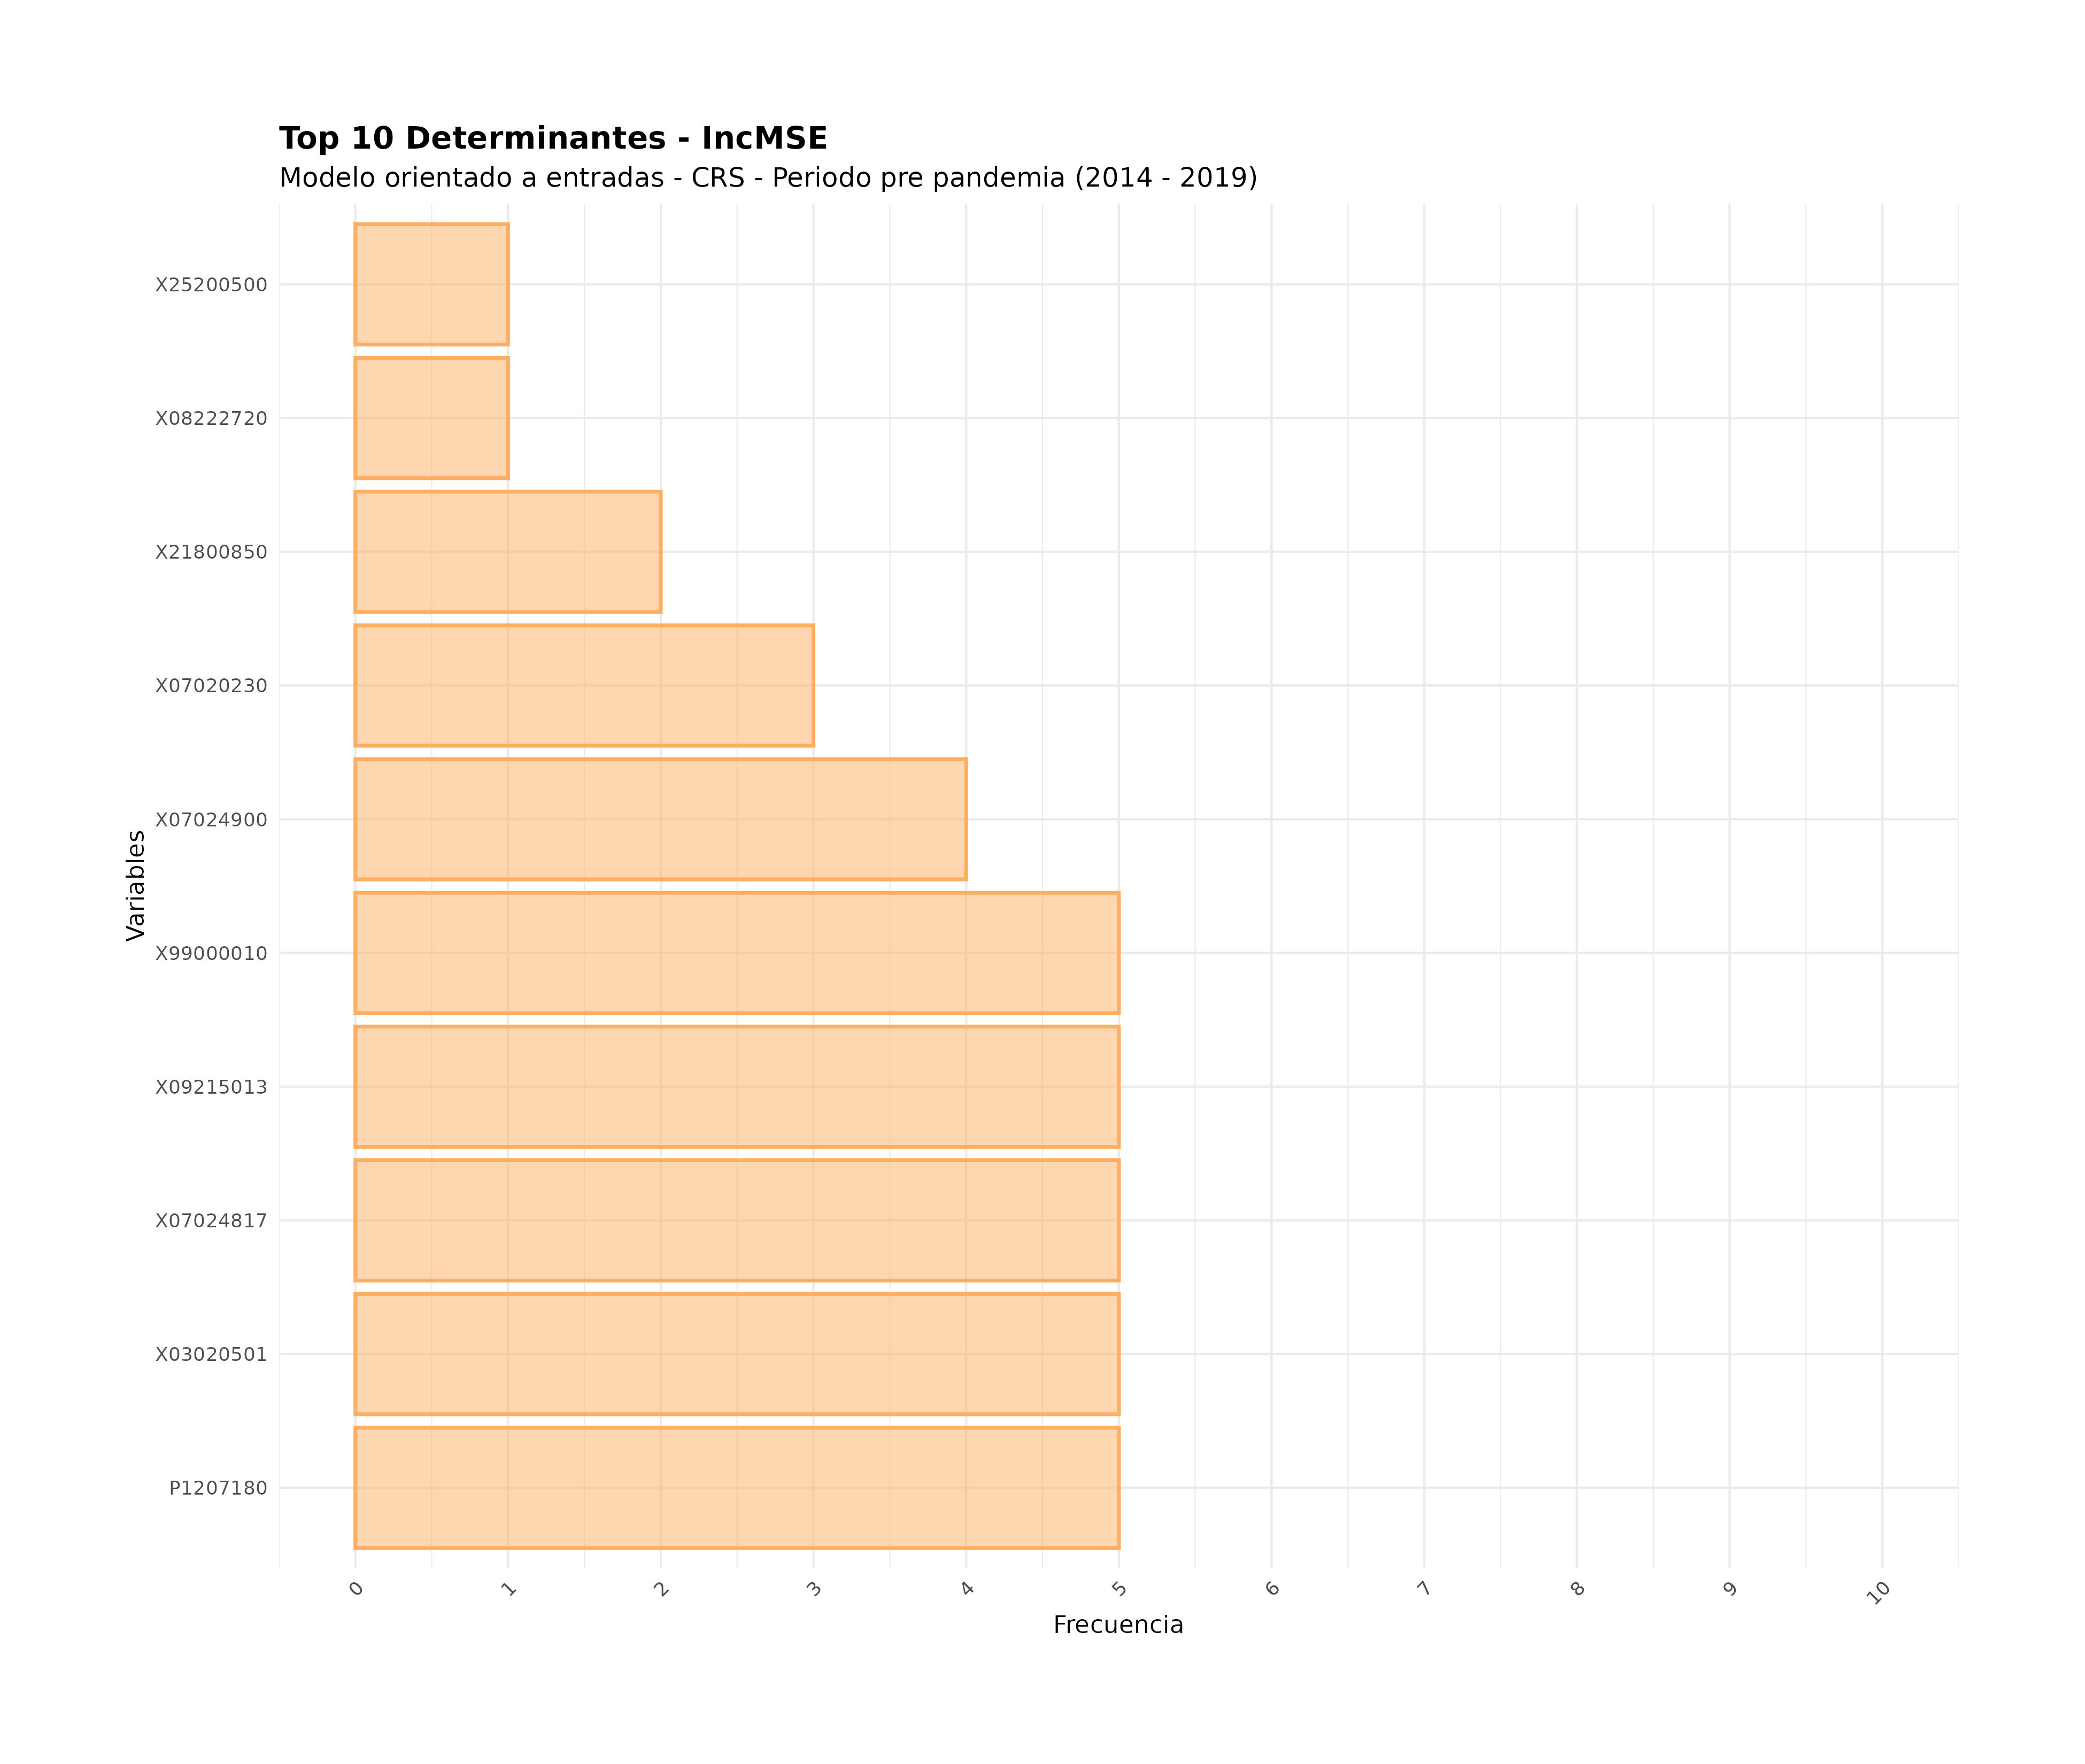 Top 10 Determinantes - IncMSE
Modelo orientado a entradas - CRS - Periodo pre pandemia (2014 - 2019)
Variables
X25200500
X08222720
X21800850
X07020230
X07024900
X99000010
X09215013
X07024817
X03020501
P1207180
0 1 2 3 4 5 6 7 8 9 10
Frecuencia